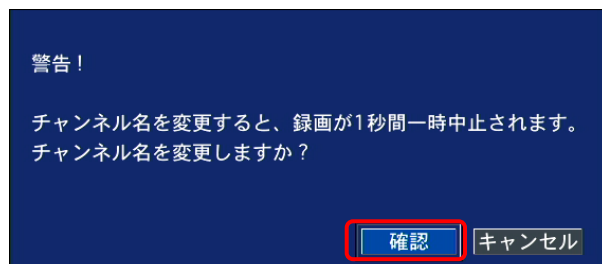 警告！
チャンネル名を変更すると、録画が1秒間一時中止されます。
チャンネル名を変更しますか？
確認 キャンセル